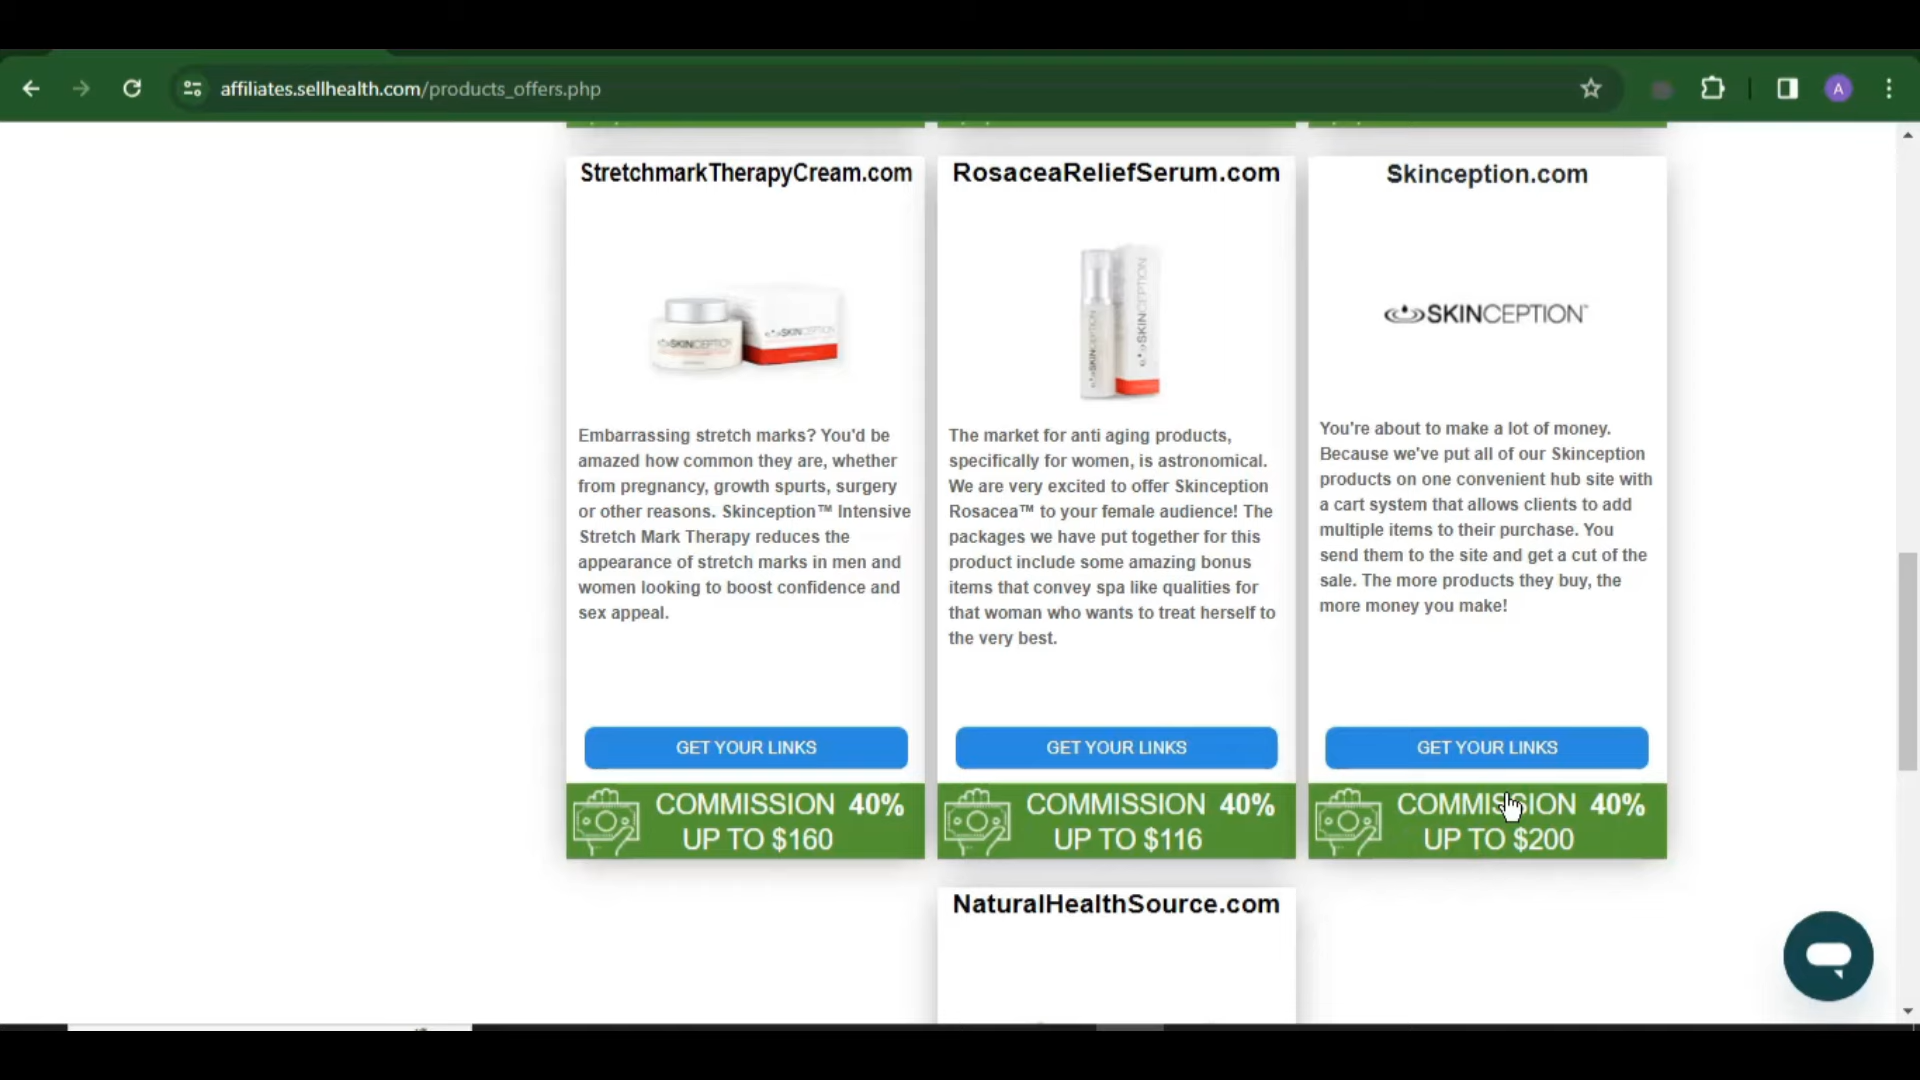 affiliates.sellhealth.com/products_offers.php
A
StretchmarkTherapyCream.com
SKINCEPTION
SKINCEPTION
Embarrassing stretch marks? You'd be
amazed how common they are, whether
from pregnancy, growth spurts, surgery
or other reasons. Skinception™ Intensive
Stretch Mark Therapy reduces the
appearance of stretch marks in men and
women looking to boost confidence and
sex appeal.
GET YOUR LINKS
COMMISSION 40%
UP TO $160
RosaceaReliefSerum.com
SKINCEPTION
SKINCEPTION
The market for anti aging products,
specifically for women, is astronomical.
We are very excited to offer Skinception
Rosacea™ to your female audience! The
packages we have put together for this
product include some amazing bonus
items that convey spa like qualities for
that woman who wants to treat herself to
the very best.
GET YOUR LINKS
COMMISSION 40%
UP TO $116
Skinception.com
SKINCEPTION™
You're about to make a lot of money.
Because we've put all of our Skinception
products on one convenient hub site with
a cart system that allows clients to add
multiple items to their purchase. You
send them to the site and get a cut of the
sale. The more products they buy, the
more money you make!
GET YOUR LINKS
COMMISSION 40%
UP TO $200
NaturalHealthSource.com